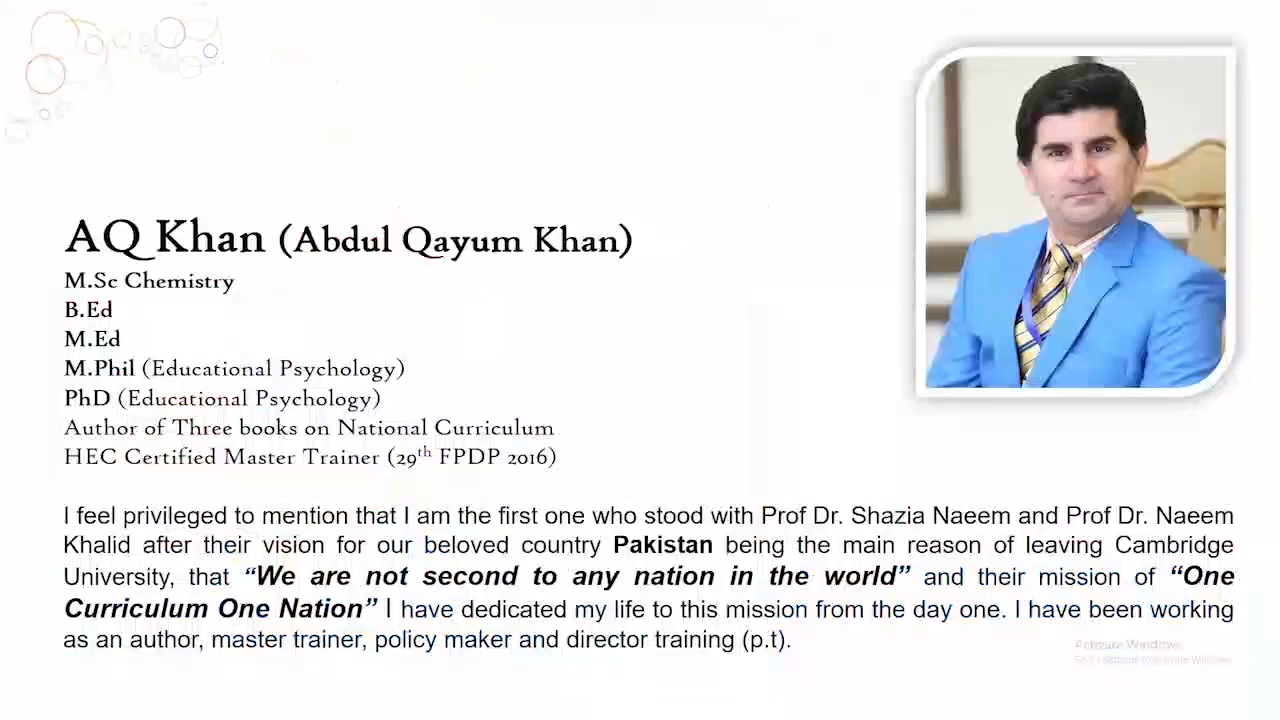 AQ Khan (Abdul Qayum Khan)
M.Sc Chemistry
B.Ed
M.Ed
M.Phil (Educational Psychology)
PhD (Educational Psychology)
Author of Three books on National Curriculum
HEC Certified Master Trainer (29th FPDP 2016)
I feel privileged to mention that I am the first one who stood with Prof Dr. Shazia Naeem and Prof Dr. Naeem
Khalid after their vision for our beloved country Pakistan being the main reason of leaving Cambridge
University, that “We are not second to any nation in the world” and their mission of “One
Curriculum One Nation” I have dedicated my life to this mission from the day one. I have been working
as an author, master trainer, policy maker and director training (p.t).
Activate Windows